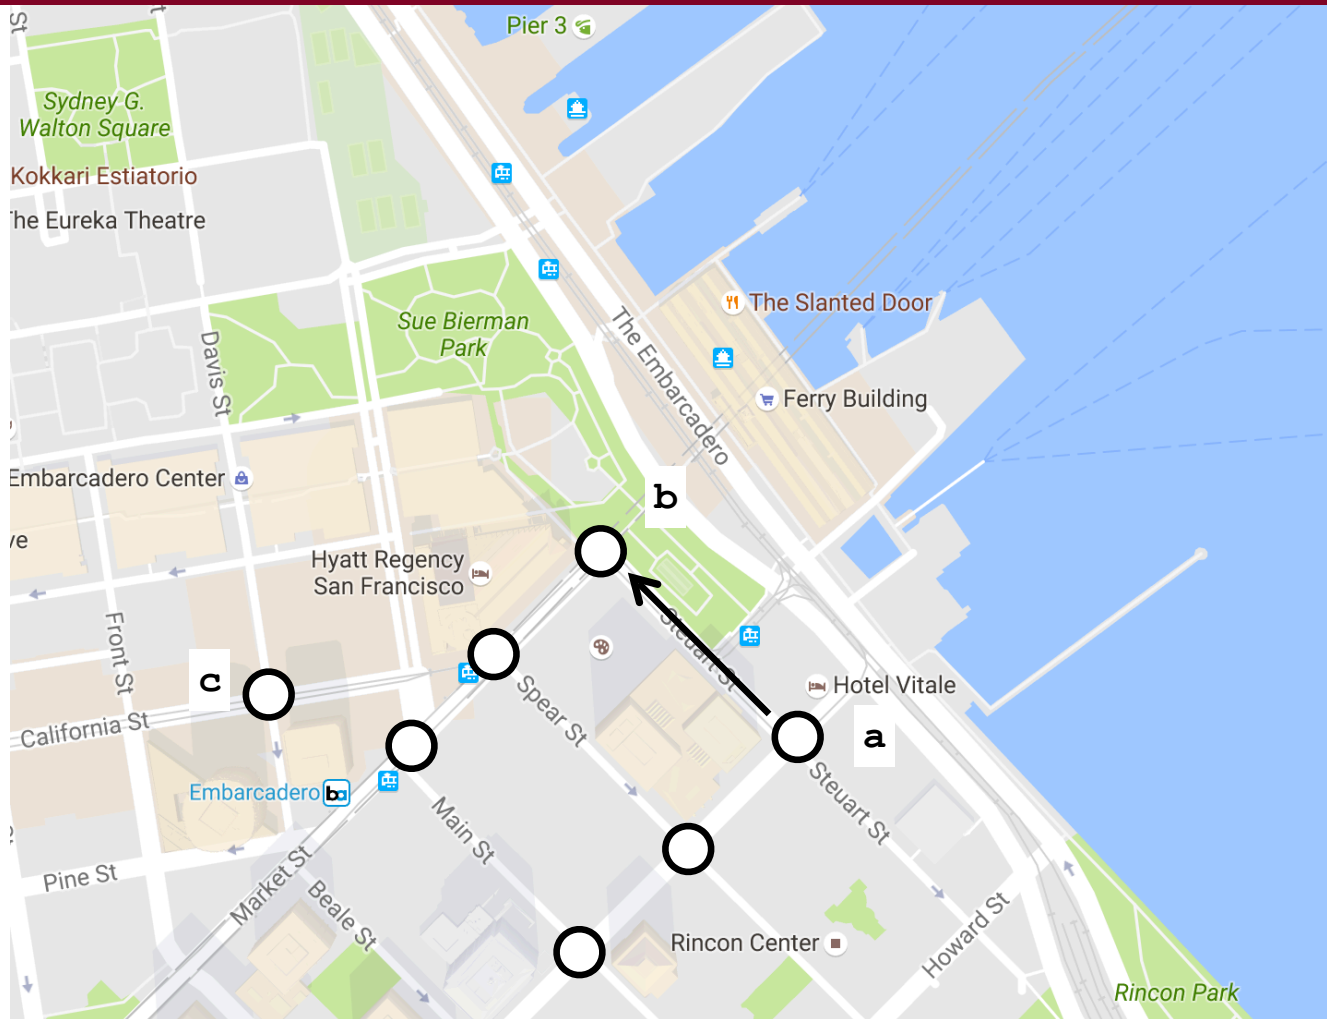 St
St
Pier 3
Sydney G.
Walton Square
Kokkari Estiatorio
The Eureka Theatre
The Slanted Door
Sue Bierman
Park
The Embarcadero
Davis St
Ferry Building
Embarcadero Center
b
ve
Hyatt Regency
San Francisco
Steuart St
Front St
c
Hotel Vitale
Spear St
California St
a
Embarcadero
ba
Steuart St
Main St
Pine St
Market St
Beale St
Rincon Center
Howard St
Rincon Park